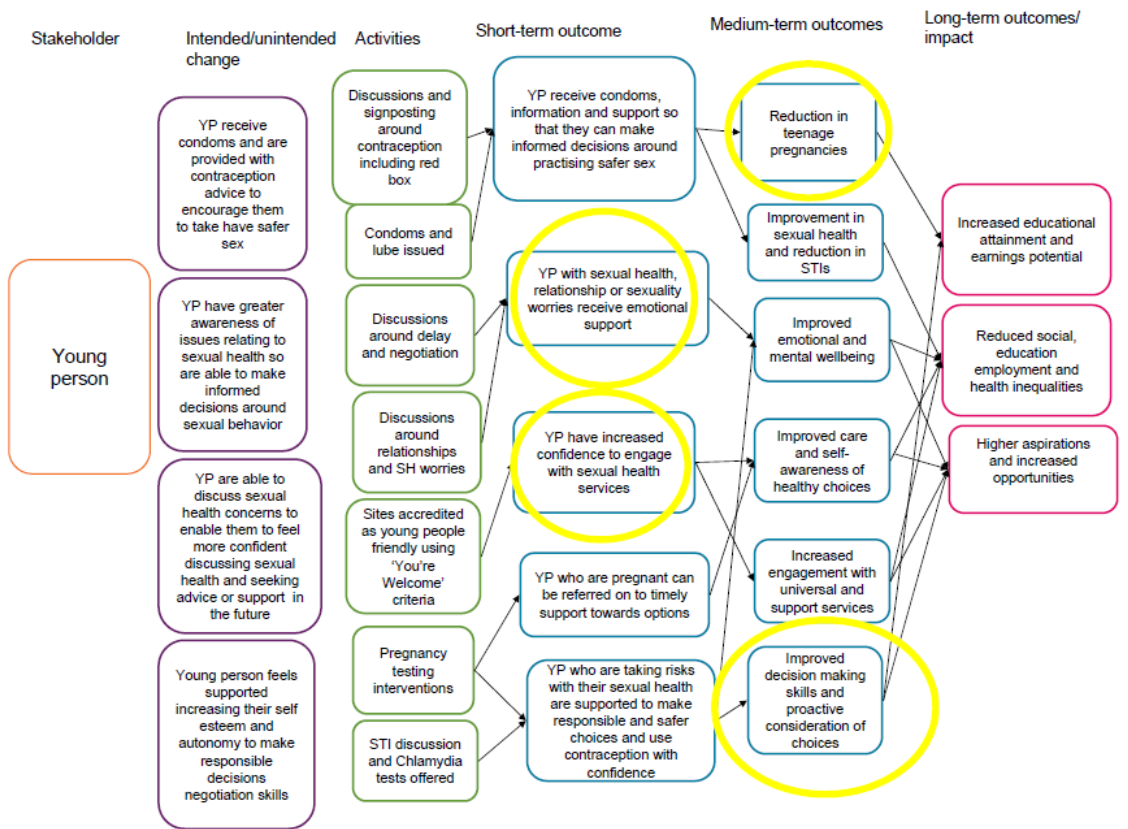 Stakeholder
Intended/unintended
change
Activities
Short-term outcome
Medium-term outcomes
Long-term outcomes/
impact
Young
person
YP receive
condoms and are
provided with
contraception
advice to
encourage them
to take have safer
sex
YP have greater
awareness of
issues relating to
sexual health so
are able to make
informed
decisions around
sexual behavior
YP are able to
discuss sexual
health concerns to
enable them to feel
more confident
discussing sexual
health and seeking
advice or support in
the future
Young person feels
supported
increasing their self
esteem and
autonomy to make
responsible
decisions
negotiation skills
Discussions and
signposting
around
contraception
including red
box
Condoms and
lube issued
Discussions
around delay
and negotiation
Discussions
around
relationships
and SH worries
Sites accredited
as young people
friendly using
‘You're
Welcome’
criteria
Pregnancy
testing
interventions
STI discussion
and Chlamydia
tests offered
YP receive condoms,
information and support so
that they can make
informed decisions around
practising safer sex
YP with sexual health,
relationship or sexuality
worries receive emotional
support
YP have increased
confidence to engage
with sexual health
services
YP who are pregnant can
be referred on to timely
support towards options
YP who are taking risks
with their sexual health
are supported to make
responsible and safer
choices and use
contraception with
confidence
Reduction in
teenage
pregnancies
Improvement in
sexual health
and reduction in
STIs
Improved
emotional and
mental wellbeing
Improved care
and self-
awareness of
healthy choices
Increased
engagement with
universal and
support services
Improved
decision making
skills and
proactive
consideration of
choices
Increased educational
attainment and
earnings potential
Reduced social,
education
employment and
health inequalities
Higher aspirations
and increased
opportunities